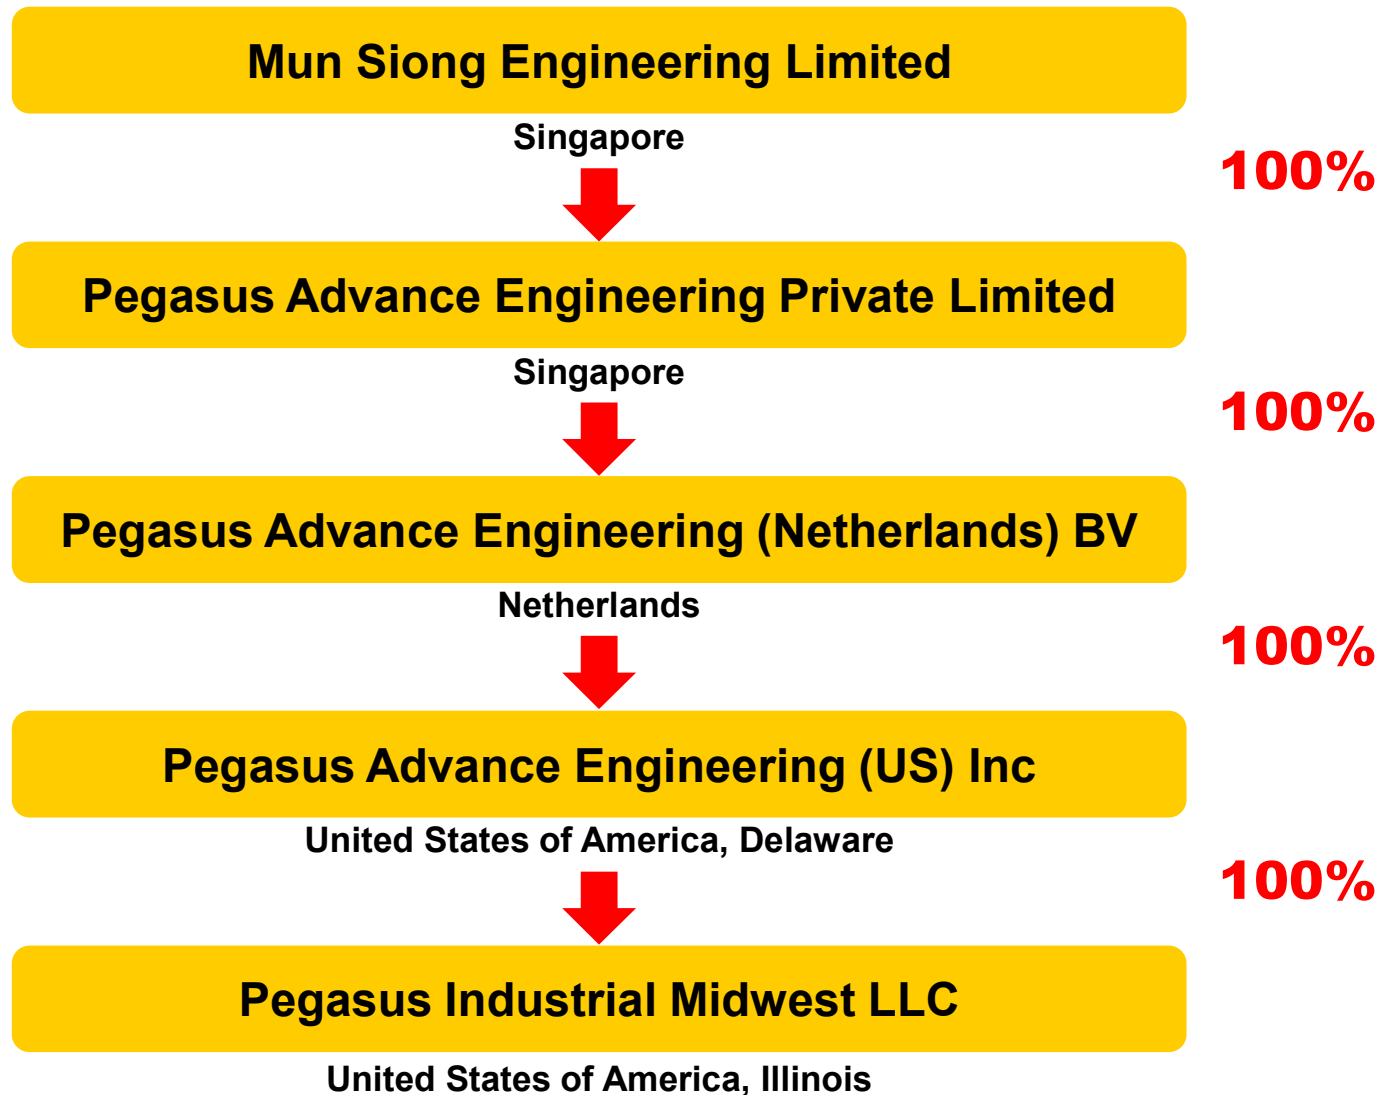 Mun Siong Engineering Limited
Singapore
100%
Pegasus Advance Engineering Private Limited
Singapore
100%
Pegasus Advance Engineering (Netherlands) BV
Netherlands
100%
Pegasus Advance Engineering (US) Inc
United States of America, Delaware
100%
Pegasus Industrial Midwest LLC
United States of America, Illinois